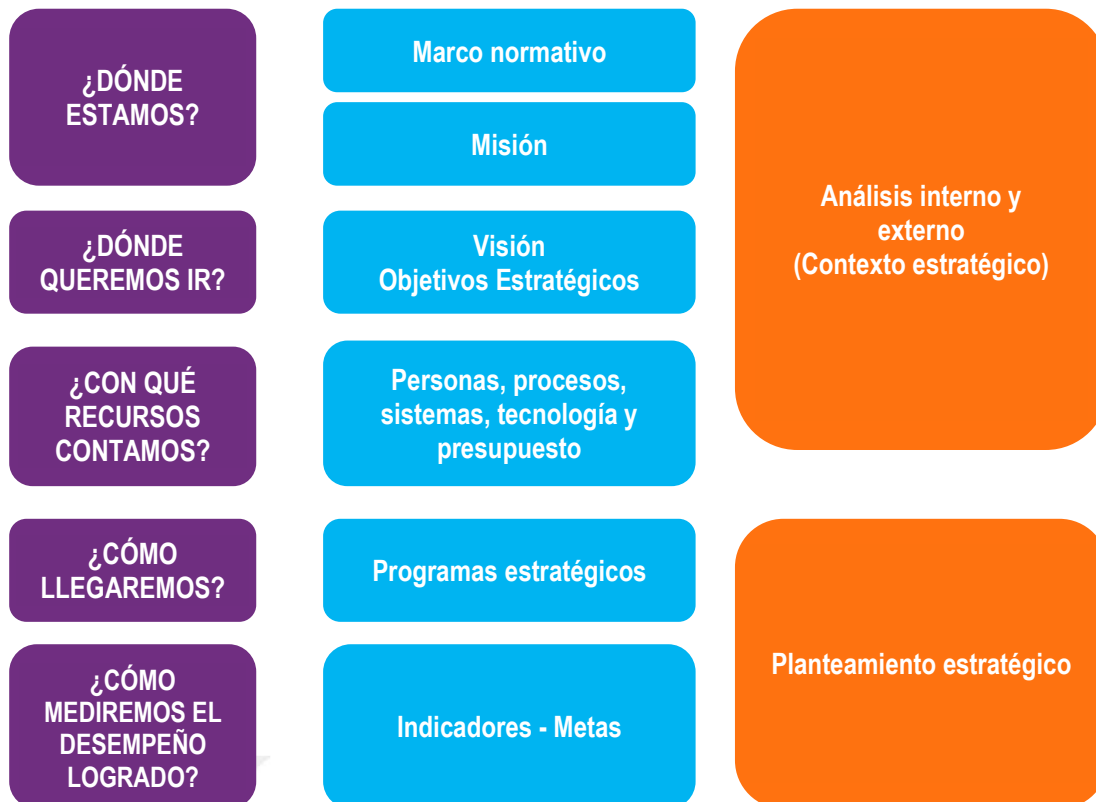 ¿DÓNDE
ESTAMOS?
Marco normativo
Misión
Análisis interno y
externo
(Contexto estratégico)
¿DÓNDE
QUEREMOS IR?
Visión
Objetivos Estratégicos
¿CON QUÉ
RECURSOS
CONTAMOS?
Personas, procesos,
sistemas, tecnología y
presupuesto
¿CÓMO
LLEGAREMOS?
Programas estratégicos
Planteamiento estratégico
¿CÓMO
MEDIREMOS EL
DESEMPEÑO
LOGRADO?
Indicadores - Metas